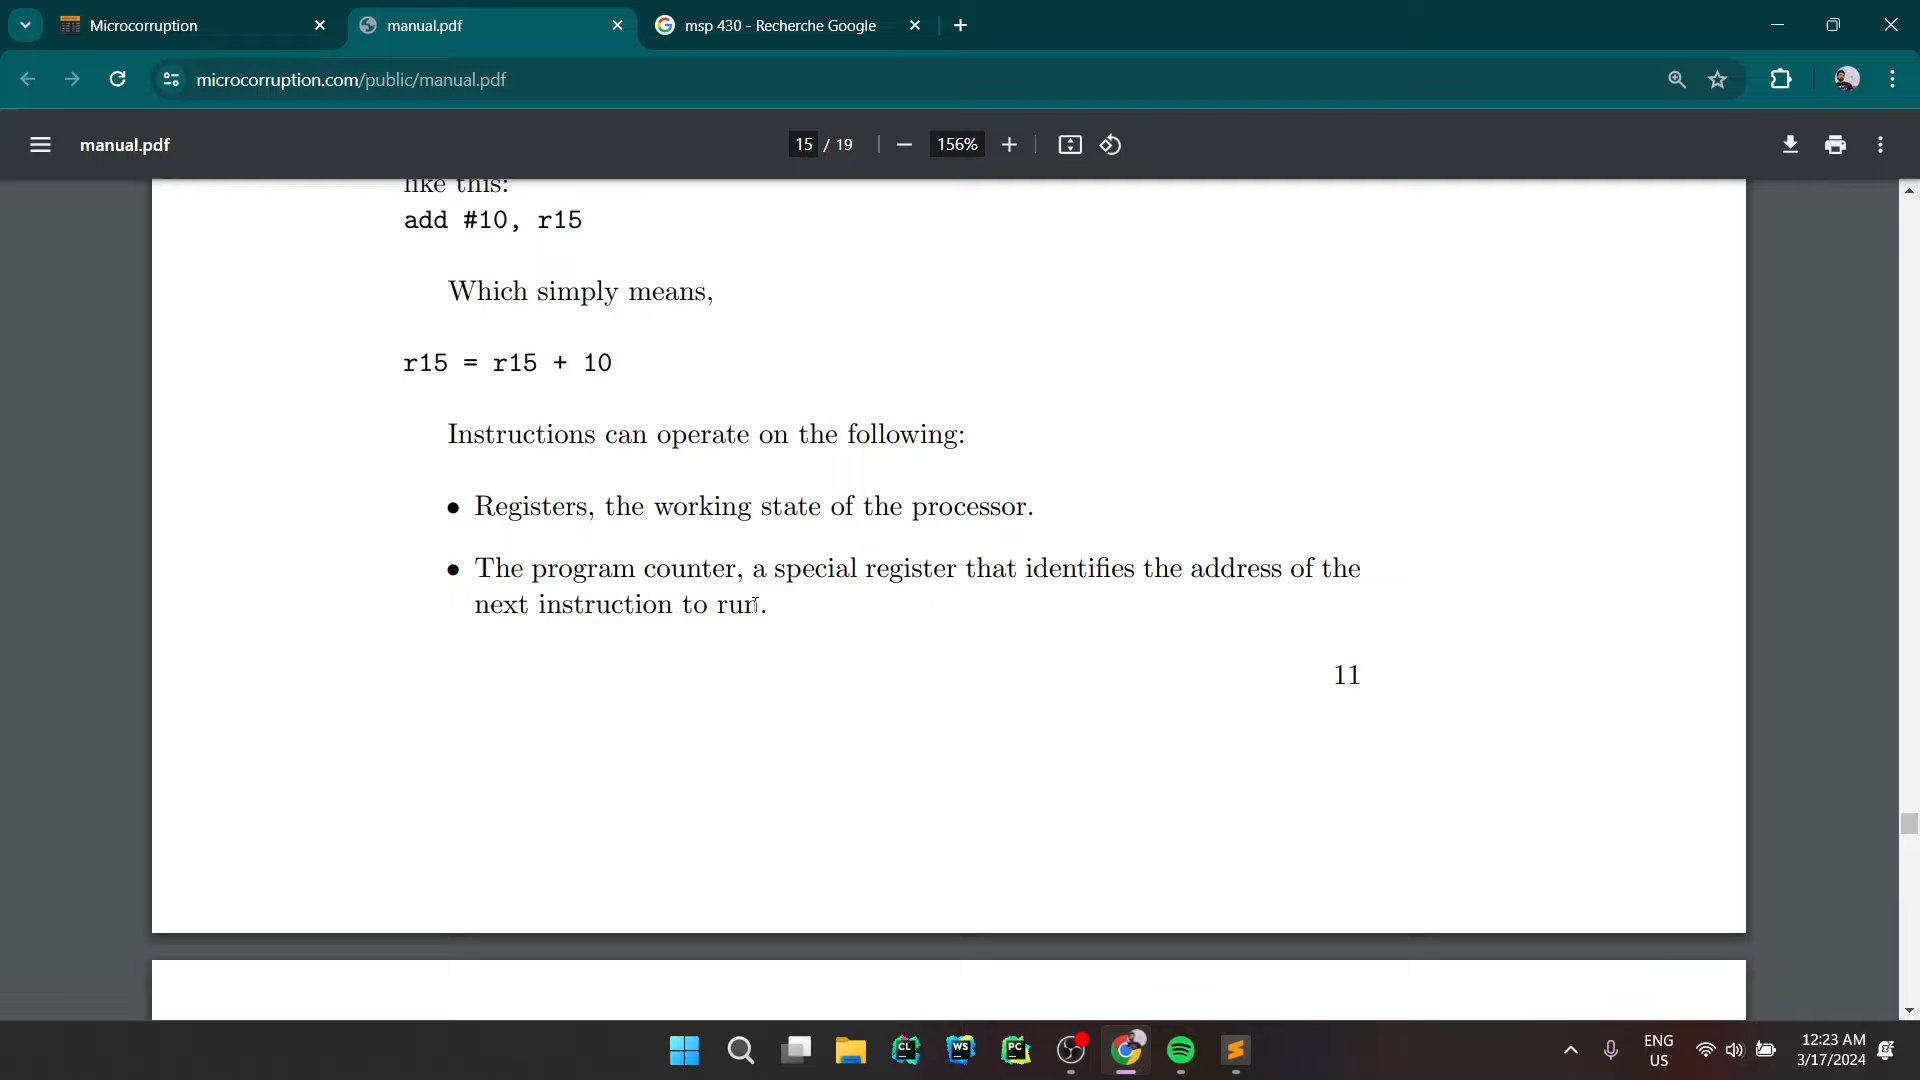 Microcorruption
manual.pdf
msp 430 - Recherche Google
microcorruption.com/public/manual.pdf
manual.pdf
15 / 19
156%
like this:
add #10, r15
Which simply means,
r15 = r15 + 10
Instructions can operate on the following:
• Registers, the working state of the processor.
• The program counter, a special register that identifies the address of the
next instruction to run.
11
CL
WS
PC
ENG
US
12:23 AM
3/17/2024